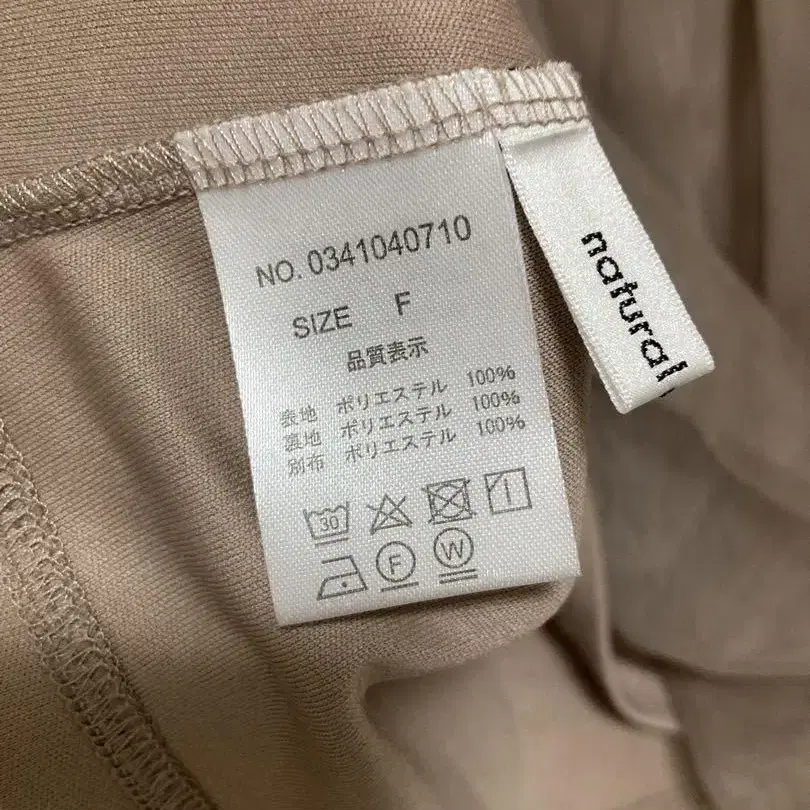 NO. 0341040710
SIZE F
品質表示
表地 ポリエステル 100%
裏地 ポリエステル 100%
別布 ポリエステル 100%
30
F W
natural